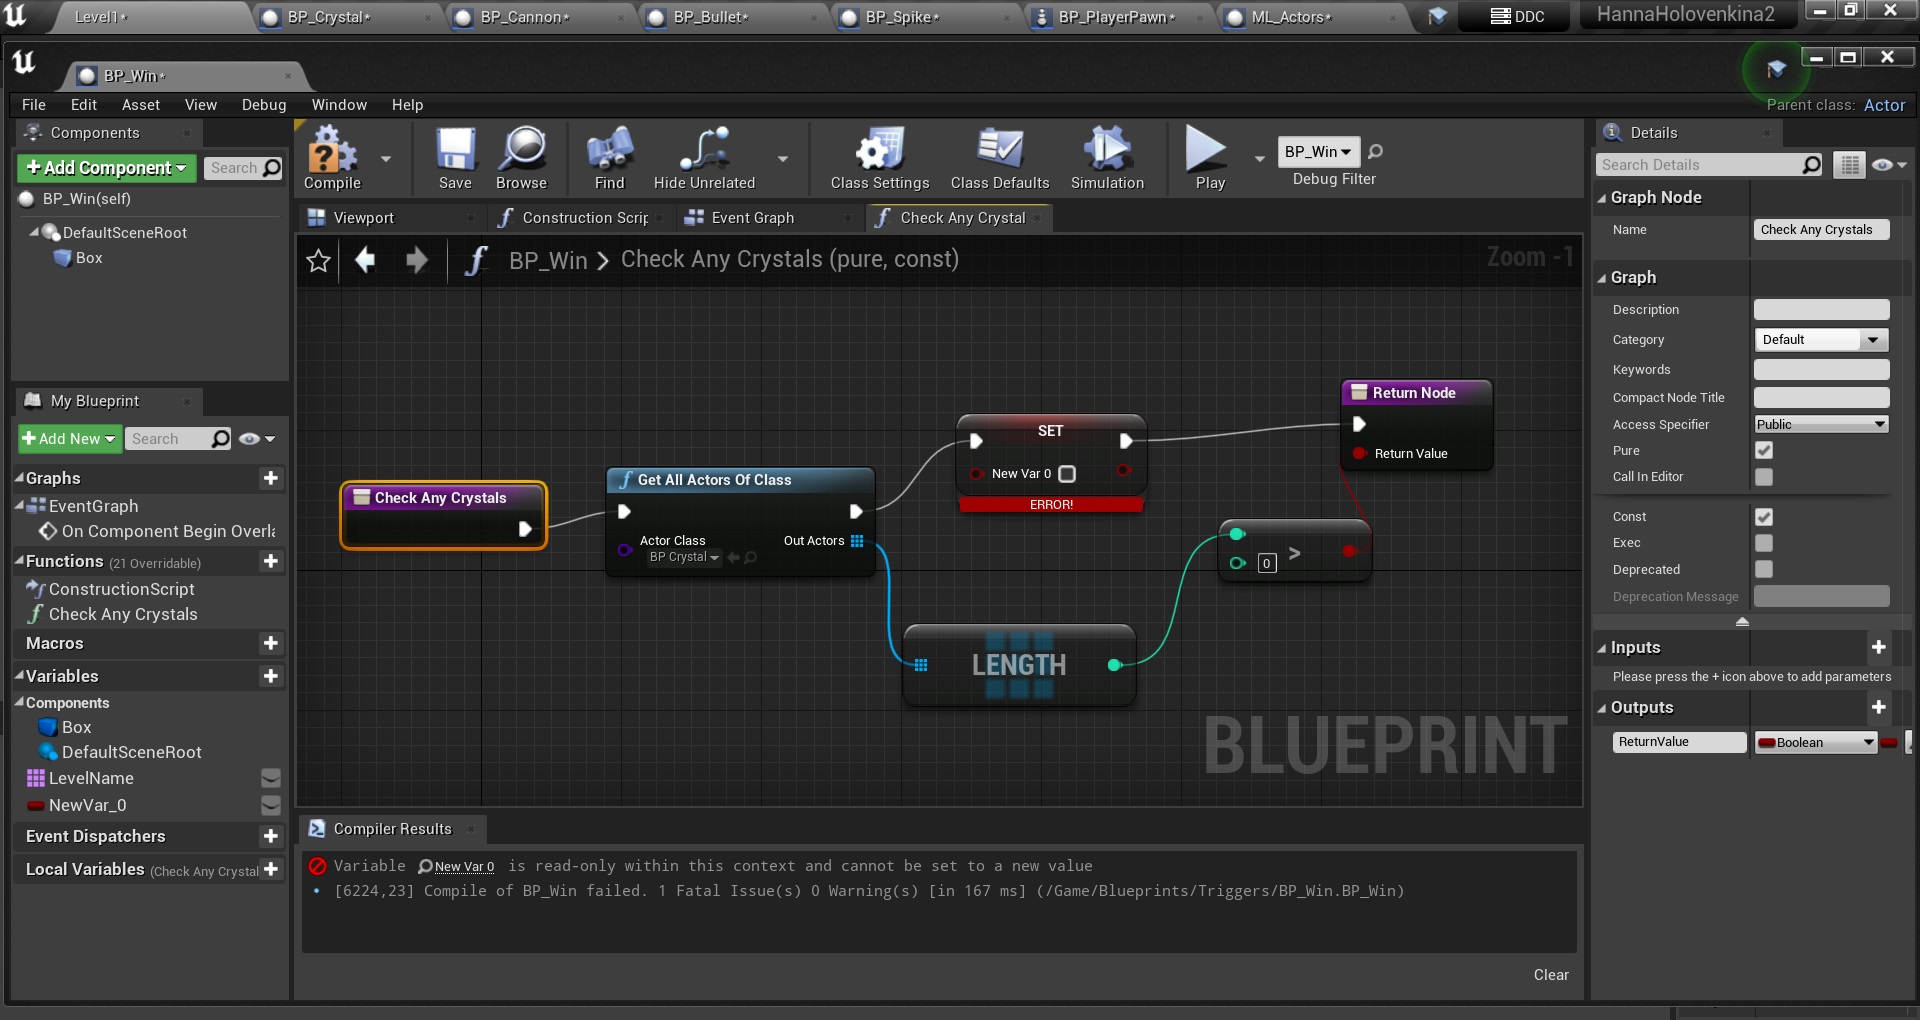 Level1*
BP_Crystal*
BP_Cannon*
BP_Bullet*
BP_Spike*
BP_PlayerPawn*
ML_Actors*
DDC
HannaHolovenkina2
BP_Win*
File Edit Asset View Debug Window Help
Parent class: Actor
Components
Add Component
Search
BP_Win(self)
DefaultSceneRoot
Box
Compile
Save
Browse
Find
Hide Unrelated
Class Settings
Class Defaults
Simulation
Play
BP_Win
Debug Filter
Viewport
Construction Scrip
Event Graph
Check Any Crystal
BP_Win > Check Any Crystals (pure, const)
Zoom -1
Check Any Crystals
Get All Actors Of Class
Actor Class
BP Crystal
Out Actors
SET
New Var 0
ERROR!
Return Node
Return Value
0
>
LENGTH
BLUEPRINT
My Blueprint
Add New
Search
Graphs
EventGraph
On Component Begin Overla
Functions (21 Overridable)
ConstructionScript
Check Any Crystals
Macros
Variables
Components
Box
DefaultSceneRoot
LevelName
NewVar_0
Event Dispatchers
Local Variables (Check Any Crystal
Compiler Results
Variable New Var 0 is read-only within this context and cannot be set to a new value
[6224,23] Compile of BP_Win failed. 1 Fatal Issue(s) 0 Warning(s) [in 167 ms] (/Game/Blueprints/Triggers/BP_Win.BP_Win)
Clear
Details
Search Details
Graph Node
Name Check Any Crystals
Graph
Description
Category Default
Keywords
Compact Node Title
Access Specifier Public
Pure
Call In Editor
Const
Exec
Deprecated
Deprecation Message
Inputs
Please press the + icon above to add parameters
Outputs
ReturnValue Boolean